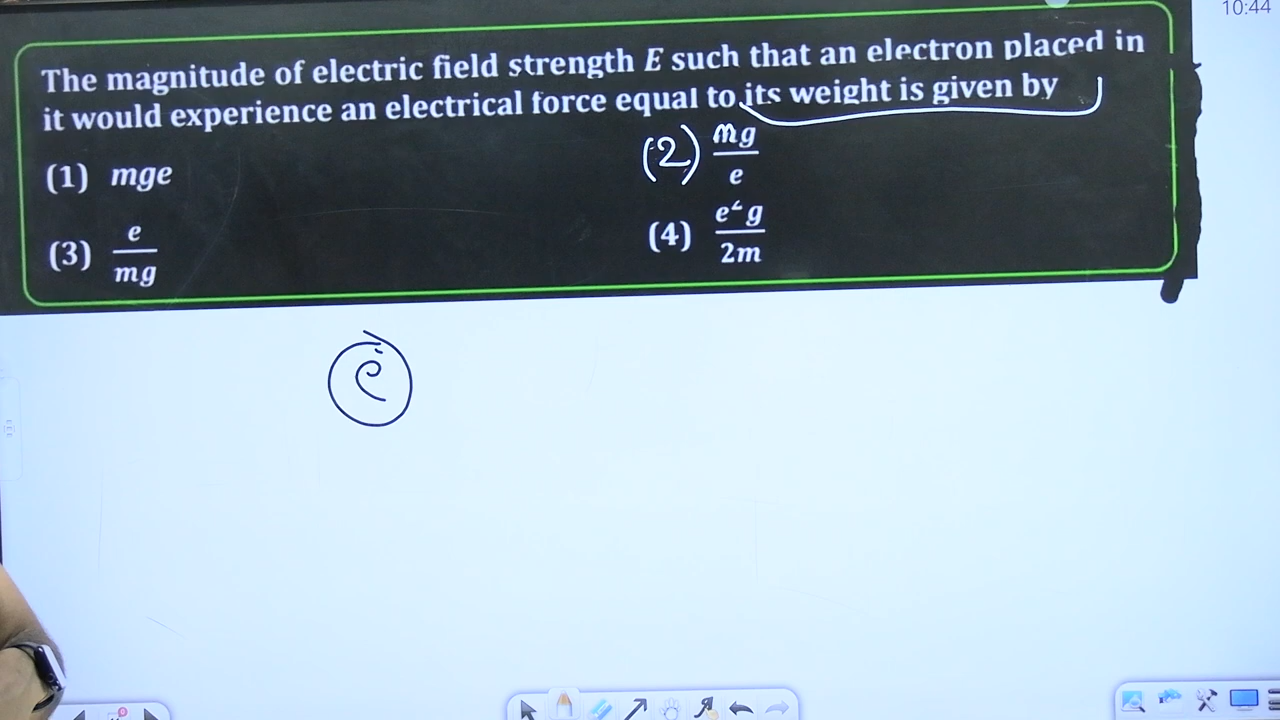 10:44
The magnitude of electric field strength E such that an electron placed in
it would experience an electrical force equal to its weight is given by
(1) mge
(2) mg/e
(3) e/mg
(4) e²g/2m
e